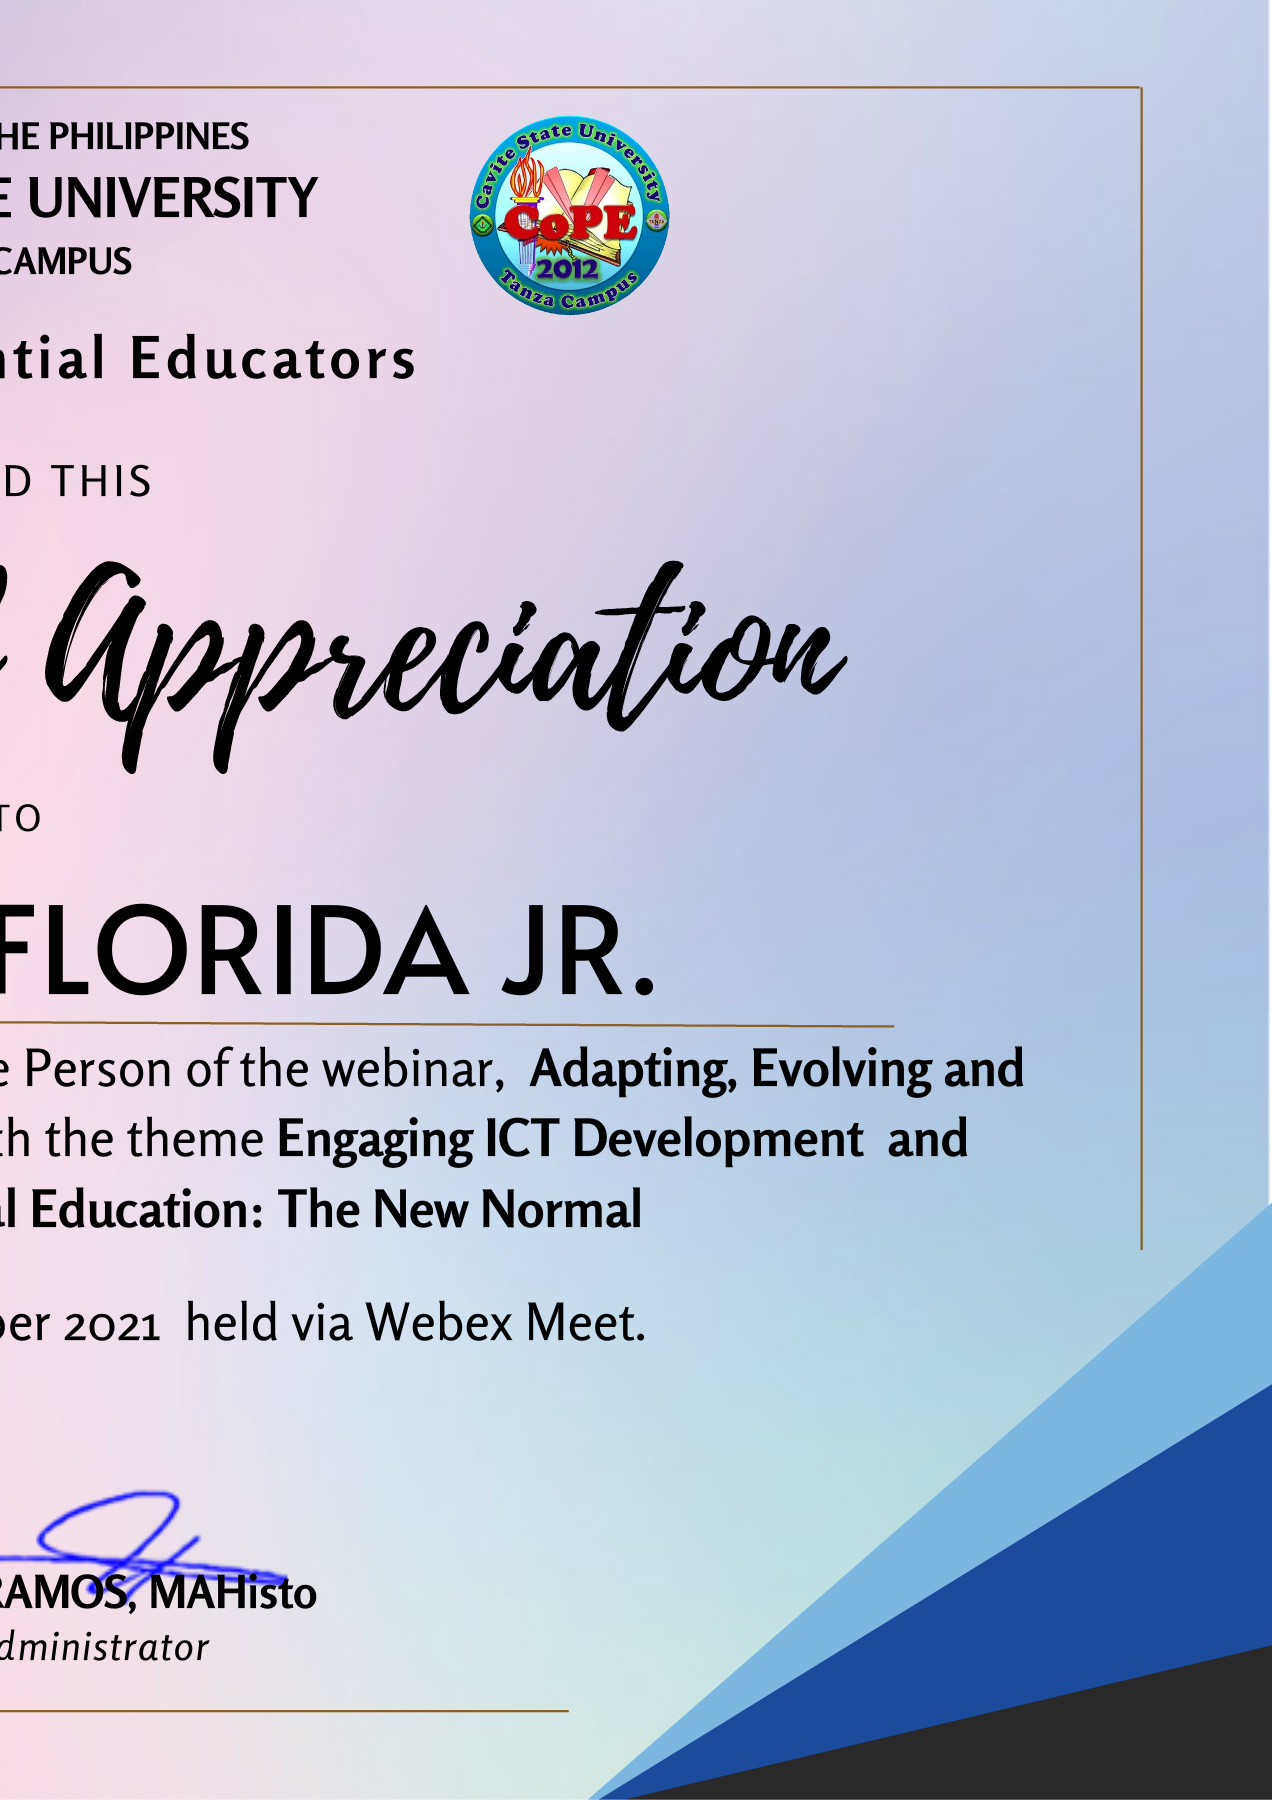 HE PHILIPPINES
E UNIVERSITY
CAMPUS
Cavite State University
CoPE
2012
Tanza Campus
ntial Educators
D THIS
Appreciation
TO
FLORIDA JR.
e Person of the webinar, Adapting, Evolving and
th the theme Engaging ICT Development and
al Education: The New Normal
ber 2021 held via Webex Meet.
RAMOS, MAHisto
dministrator